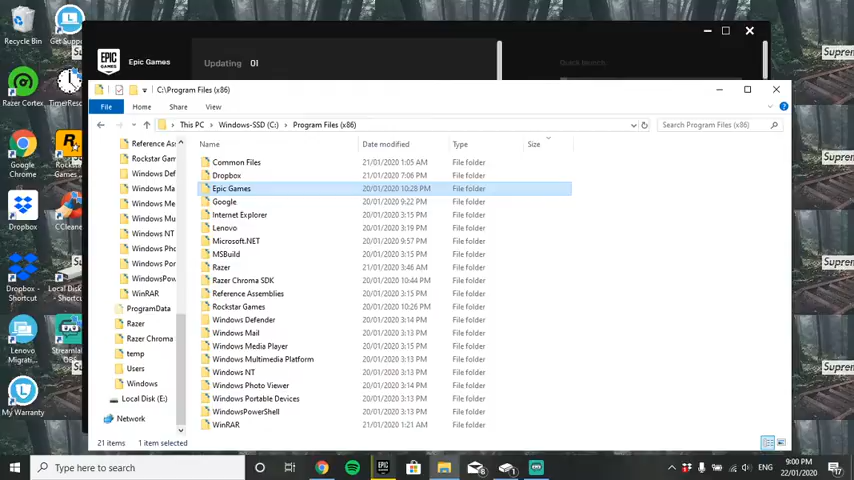 Recycle Bin
Get Supp
Razer Cortex
TimerRes
Google
Chrome
Rockstar
Games
Dropbox
CCleane
Dropbox -
Shortcut
Local Disk
Lenovo
Migrati...
Streamla
OBS
My Warranty
EPIC
GAMES
Epic Games
Updating
Quick launch
Suprem
C:\Program Files (x86)
File
Home
Share
View
This PC
Windows-SSD (C:)
Program Files (x86)
Search Program Files (x86)
Name
Date modified
Type
Size
Reference Ass
Rockstar Gam
Windows Def
Windows Ma
Windows Me
Windows Mu
Windows NT
Windows Pho
Windows Por
WindowsPow
WinRAR
ProgramData
Razer
Razer Chroma
temp
Users
Windows
Local Disk (E:)
Network
Common Files 21/01/2020 1:05 AM File folder
Dropbox 21/01/2020 7:06 PM File folder
Epic Games 20/01/2020 10:28 PM File folder
Google 20/01/2020 9:22 PM File folder
Internet Explorer 20/01/2020 3:15 PM File folder
Lenovo 20/01/2020 3:19 PM File folder
Microsoft.NET 20/01/2020 9:57 PM File folder
MSBuild 20/01/2020 3:15 PM File folder
Razer 21/01/2020 3:46 AM File folder
Razer Chroma SDK 20/01/2020 10:44 PM File folder
Reference Assemblies 20/01/2020 3:15 PM File folder
Rockstar Games 20/01/2020 10:26 PM File folder
Windows Defender 20/01/2020 3:14 PM File folder
Windows Mail 20/01/2020 3:13 PM File folder
Windows Media Player 20/01/2020 3:15 PM File folder
Windows Multimedia Platform 20/01/2020 3:13 PM File folder
Windows NT 20/01/2020 3:13 PM File folder
Windows Photo Viewer 20/01/2020 3:14 PM File folder
Windows Portable Devices 20/01/2020 3:13 PM File folder
WindowsPowerShell 20/01/2020 3:13 PM File folder
WinRAR 21/01/2020 1:21 AM File folder
21 items
1 item selected
Type here to search
ENG
9:00 PM
22/01/2020